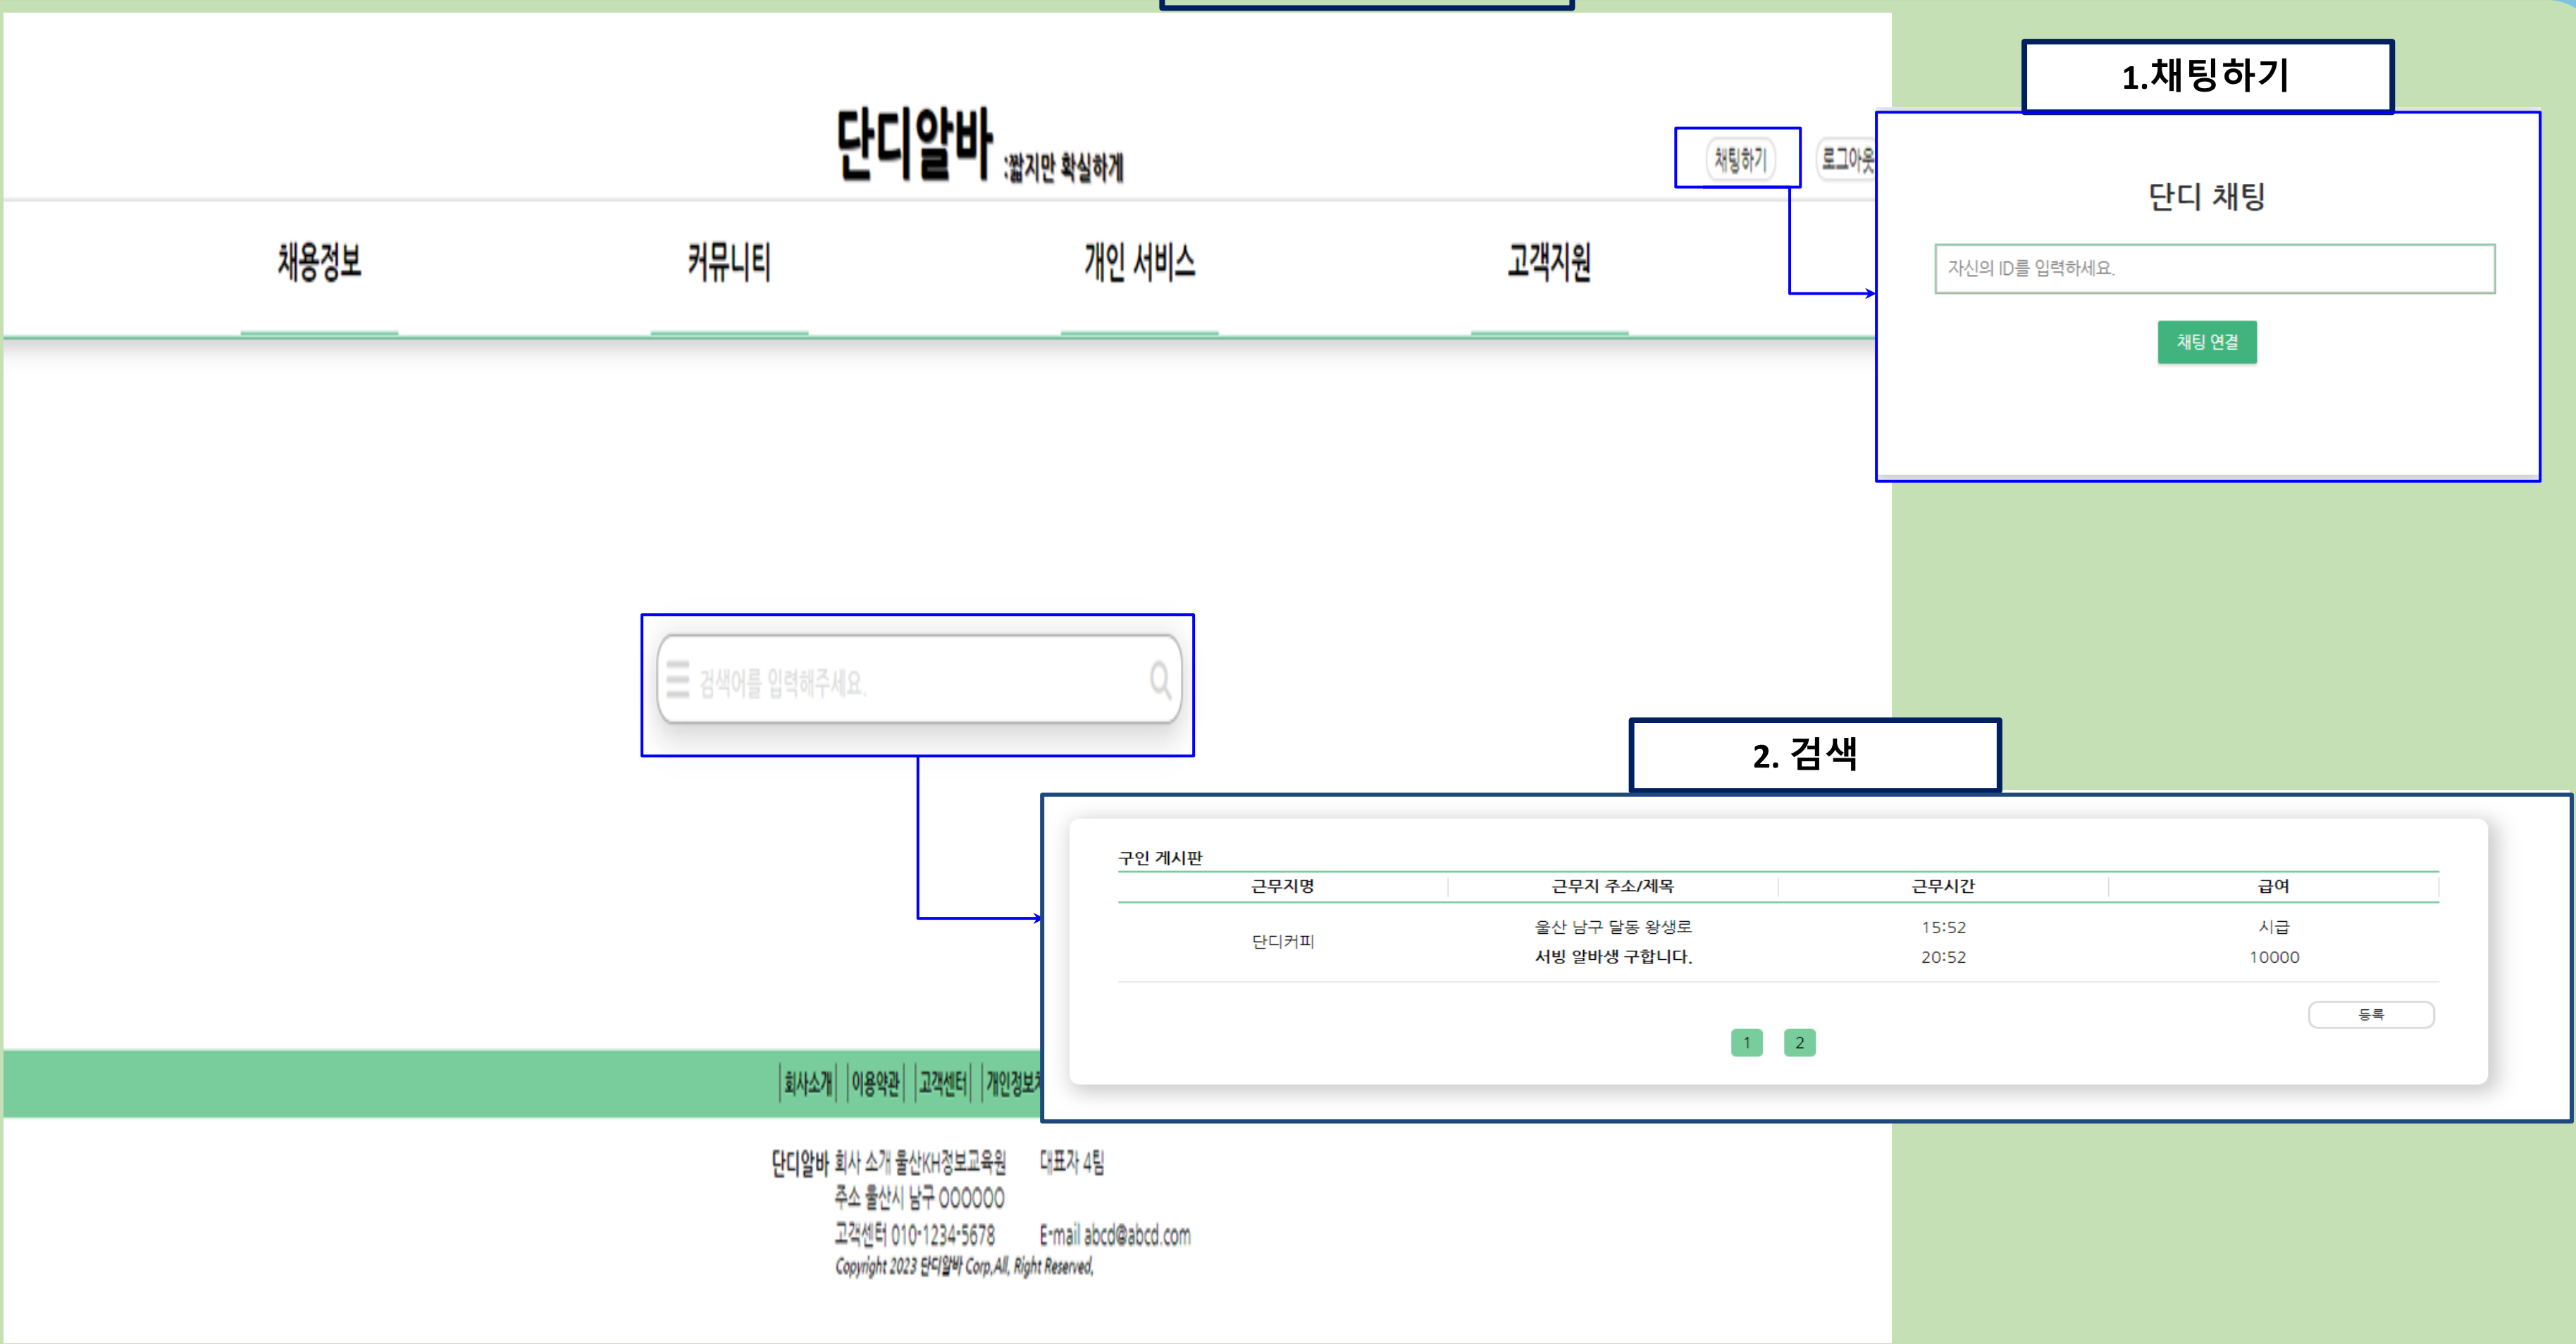 1.채팅하기
단디알바 :짧지만 확실하게
채팅하기
로그아웃
채용정보
커뮤니티
개인 서비스
고객지원
단디 채팅
자신의 ID를 입력하세요.
채팅 연결
검색어를 입력해주세요.
2. 검색
구인 게시판
근무지명 근무지 주소/제목 근무시간 급여
단디커피
울산 남구 달동 왕생로 15:52 시급
서빙 알바생 구합니다. 20:52 10000
등록
1 2
회사소개 이용약관 고객센터 개인정보
단디알바 회사 소개 울산KH정보교육원 대표자 4팀
주소 울산시 남구 OOOOOO
고객센터 010-1234-5678 E-mail abcd@abcd.com
Copyright 2023 단디알바 Corp,All, Right Reserved,